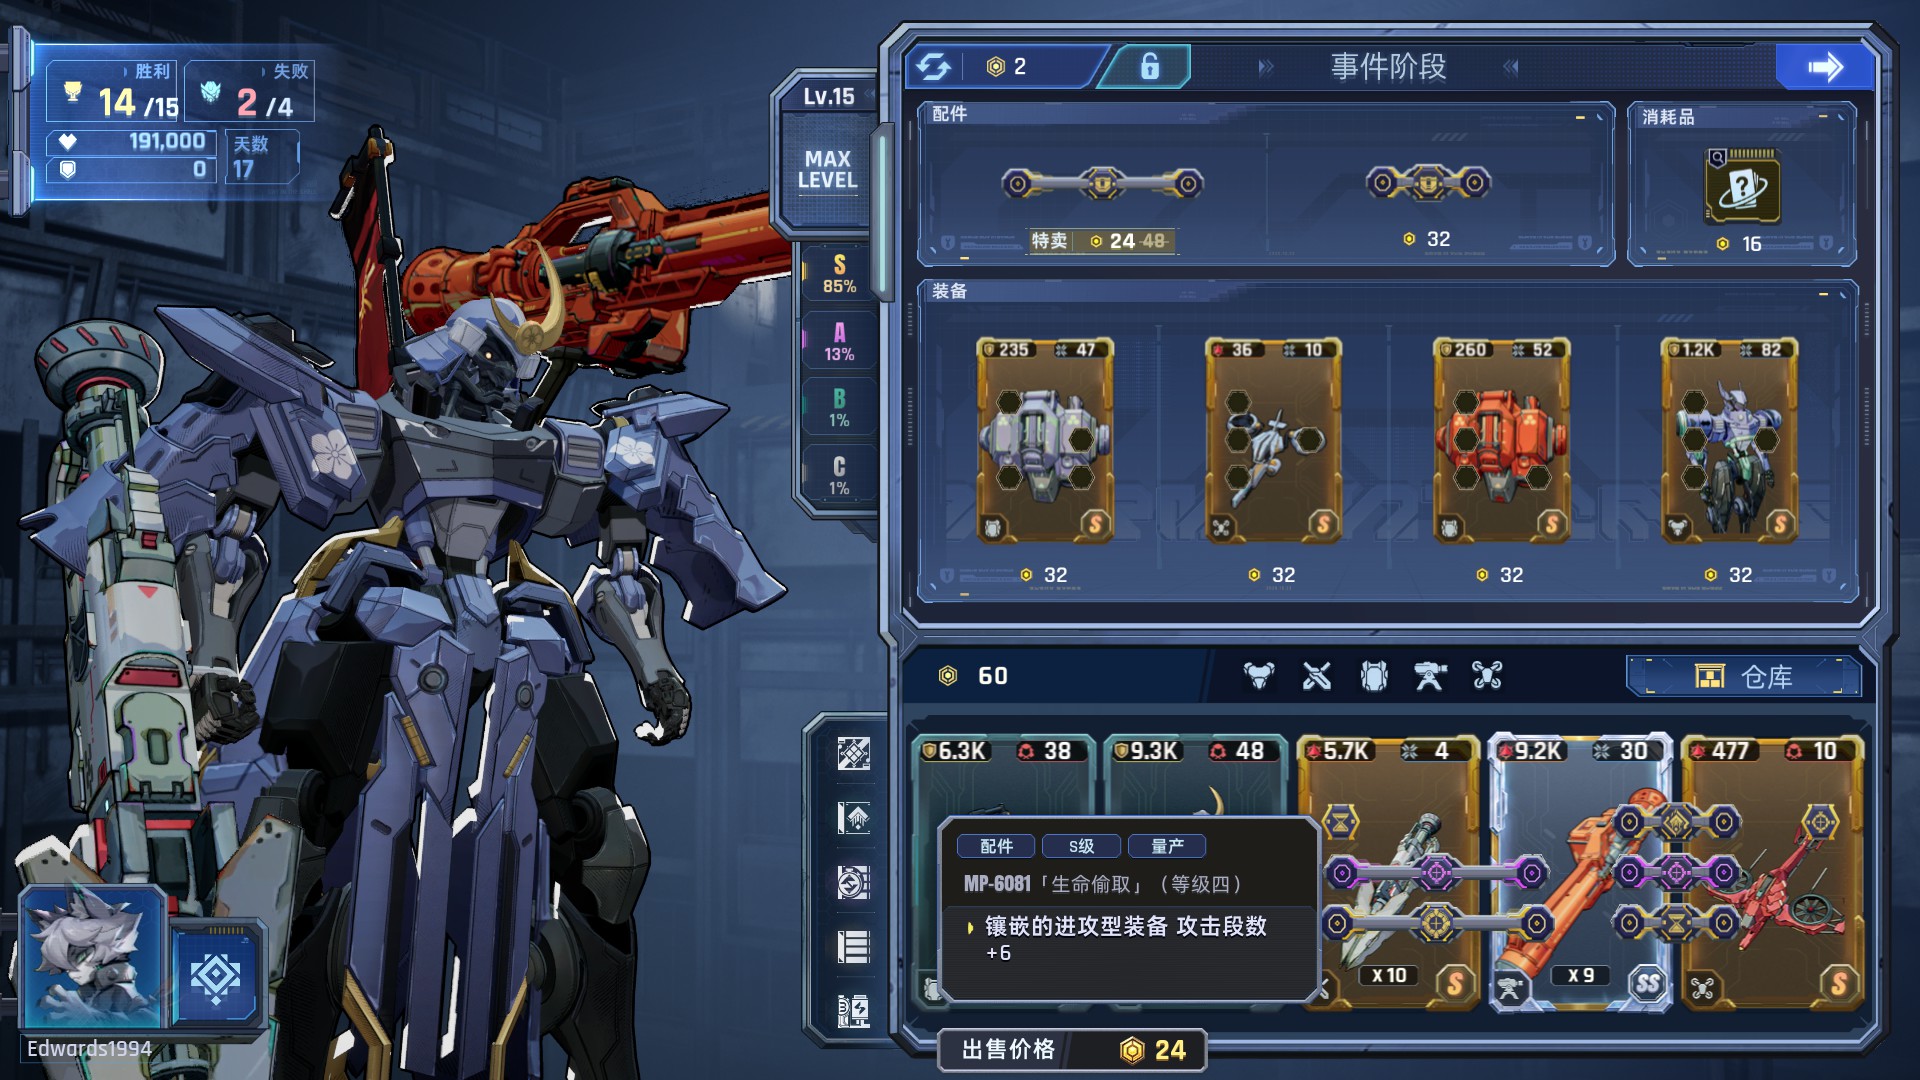 胜利
14 /15
失败
2 /4
191,000
0
天数
17
Lv.15
MAX
LEVEL
S
85%
A
13%
B
1%
C
1%
2
事件阶段
配件
特卖 24 48
32
消耗品
16
装备
235 47
36 10
260 52
1.2K 82
S
S
S
S
32
32
32
32
60
仓库
6.3K 38
9.3K 48
5.7K 4
9.2K 30
477 10
配件 S级 量产
MP-6081「生命偷取」（等级四）
镶嵌的进攻型装备 攻击段数
+6
x10 S
x9 SS
S
出售价格 24
Edwards1994